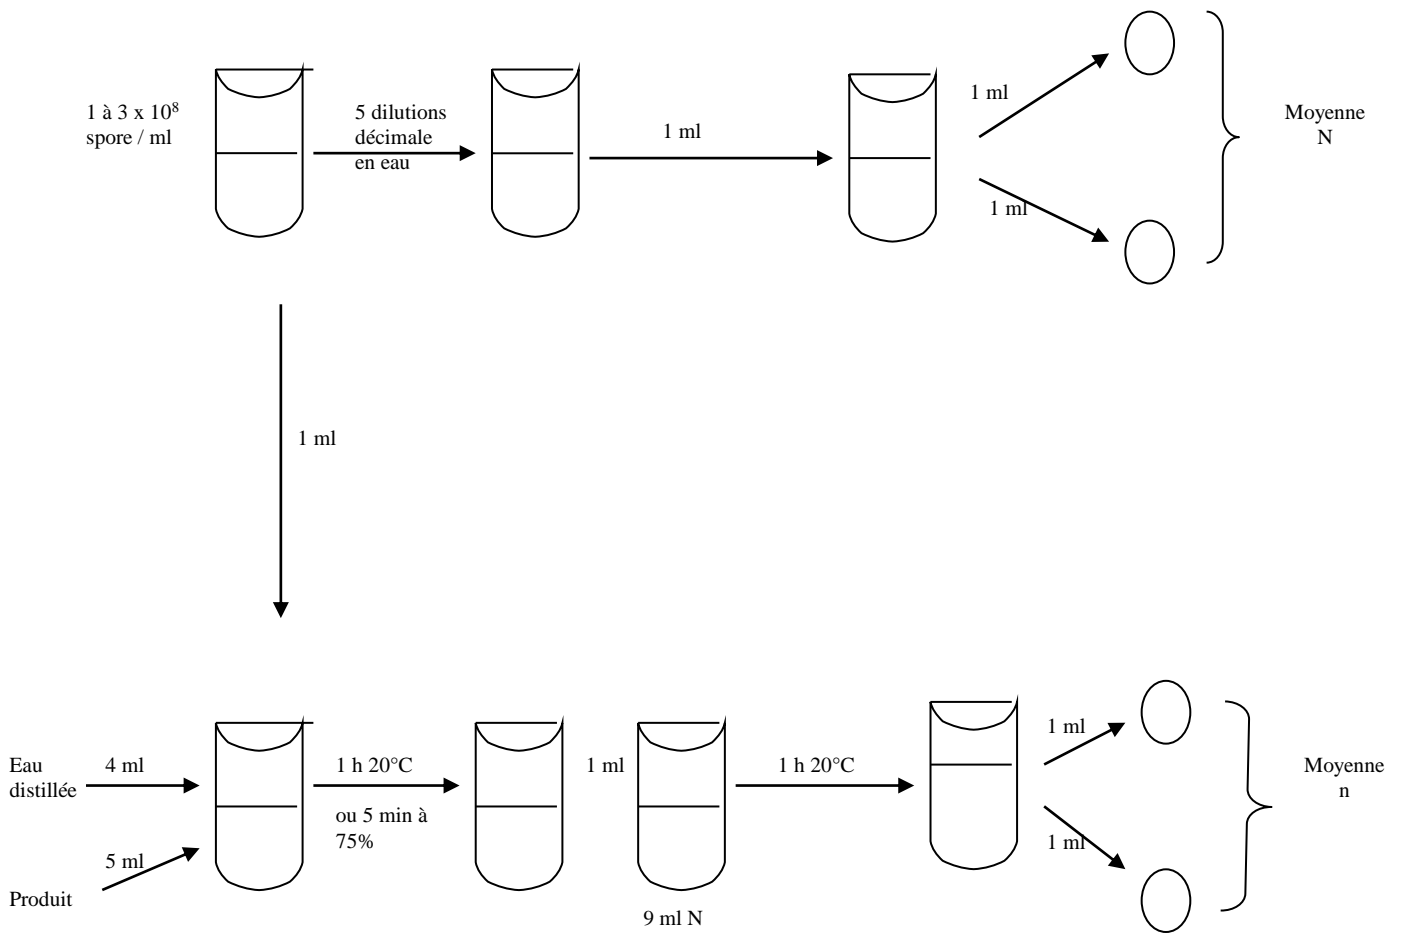 1 à 3 x 10⁸
spore / ml
5 dilutions
décimale
en eau
1 ml
1 ml
1 ml
Moyenne
N
1 ml
Eau
distillée
4 ml
Produit
5 ml
1 h 20°C
ou 5 min à
75%
1 ml
9 ml N
1 h 20°C
1 ml
1 ml
Moyenne
n